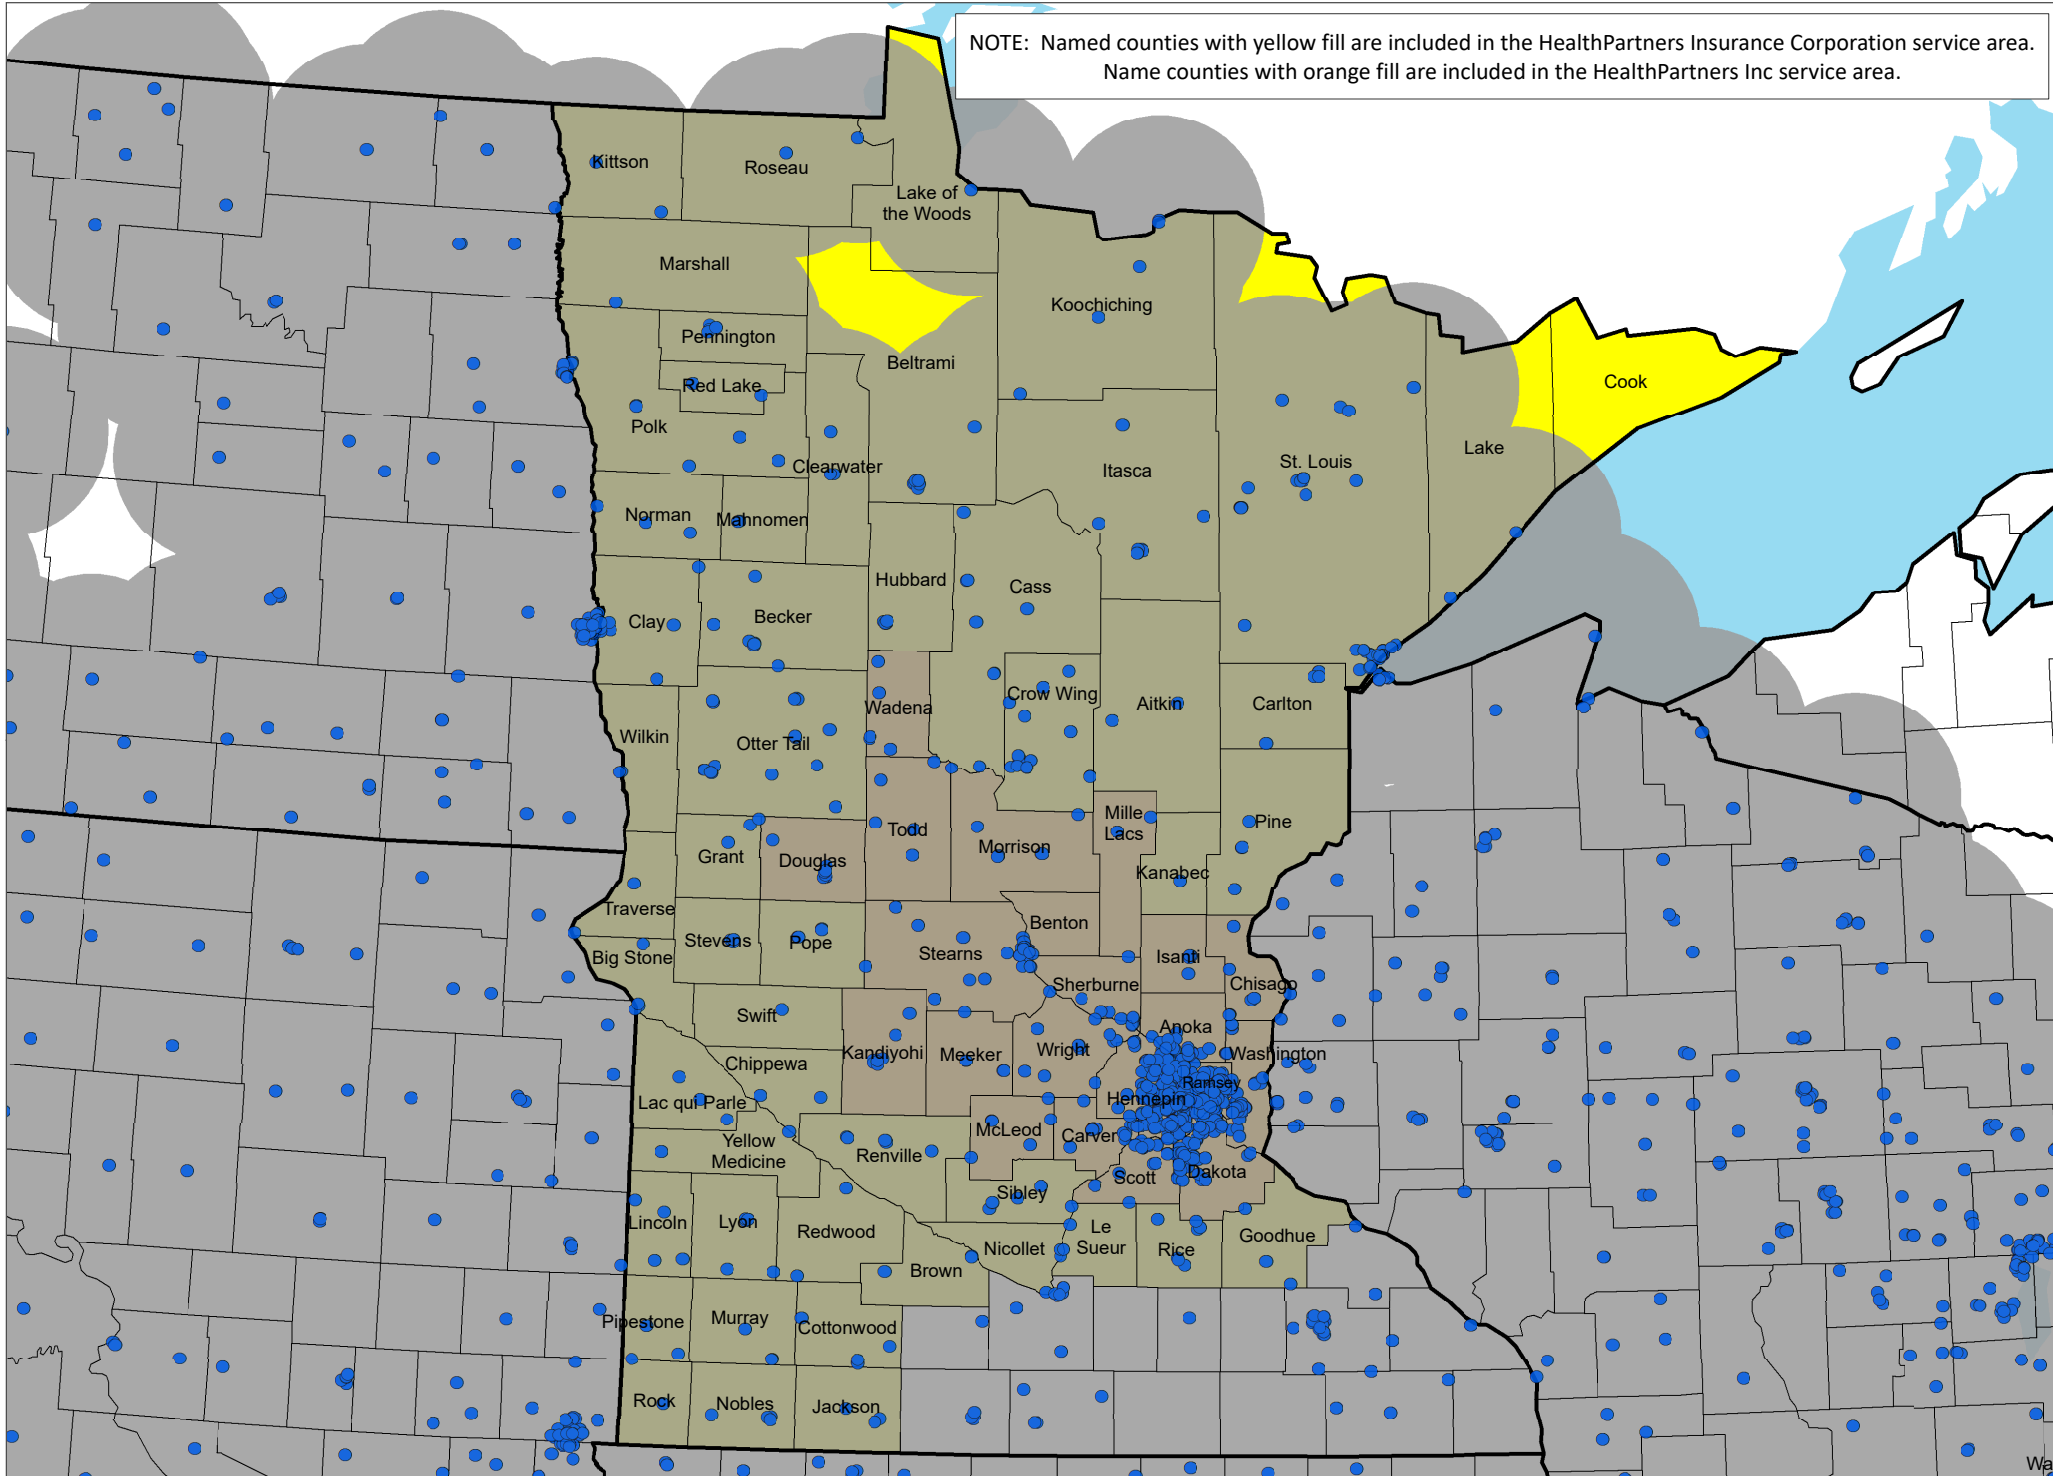 NOTE:  Named counties with yellow fill are included in the HealthPartners Insurance Corporation service area.
Name counties with orange fill are included in the HealthPartners Inc service area.
Kittson
Roseau
Lake of
the Woods
Marshall
Koochiching
Pennington
Beltrami
Red Lake
Cook
Polk
Lake
Clearwater
Itasca
St. Louis
Norman
Mahnomen
Hubbard
Cass
Clay
Becker
Crow Wing
Wadena
Aitkin
Carlton
Wilkin
Otter Tail
Mille
Lacs
Pine
Todd
Morrison
Grant
Douglas
Kanabec
Traverse
Benton
Stevens
Pope
Stearns
Big Stone
Isanti
Sherburne
Chisago
Swift
Anoka
Kandiyohi
Meeker
Wright
Washington
Chippewa
Ramsey
Hennepin
Lac qui Parle
McLeod
Carver
Yellow
Medicine
Renville
Scott
Dakota
Sibley
Lincoln
Lyon
Redwood
Le
Sueur
Nicollet
Rice
Goodhue
Brown
Pipestone
Murray
Cottonwood
Rock
Nobles
Jackson
Wa